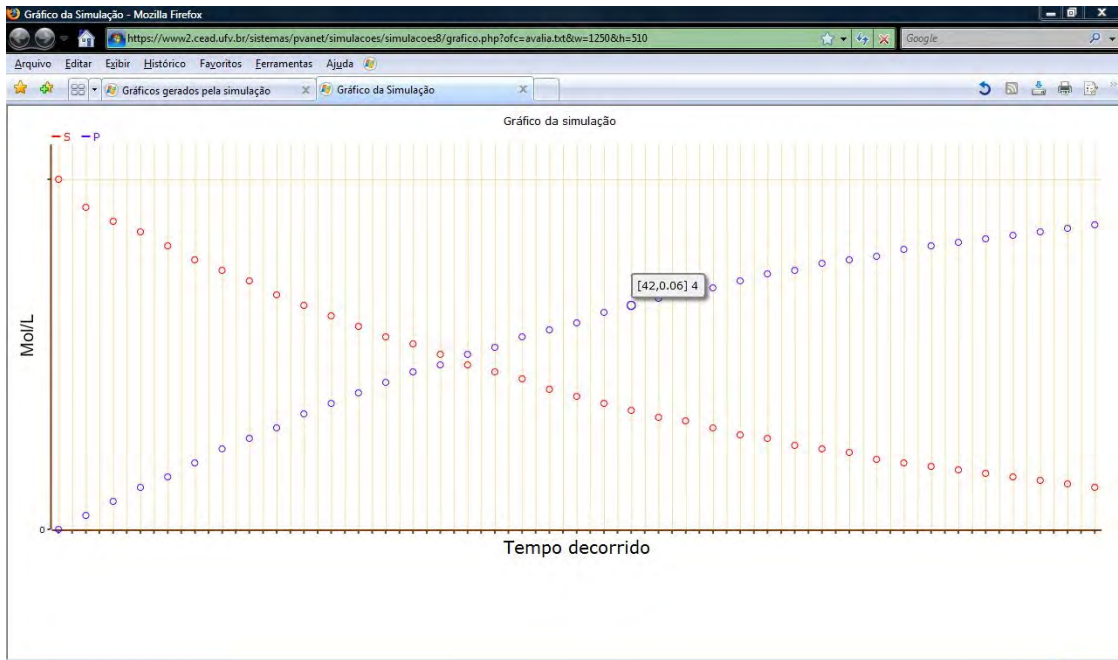 Gráfico da Simulação - Mozilla Firefox
https://www2.cead.ufv.br/sistemas/pvanet/simulacoes/simulacoes8/grafico.php?ofc=avalia.txt&w=1250&h=510
Google
Arquivo Editar Exibir Histórico Favoritos Ferramentas Ajuda
Gráficos gerados pela simulação
Gráfico da Simulação
Gráfico da simulação
S P
[42,0.06] 4
Mol/L
0
Tempo decorrido